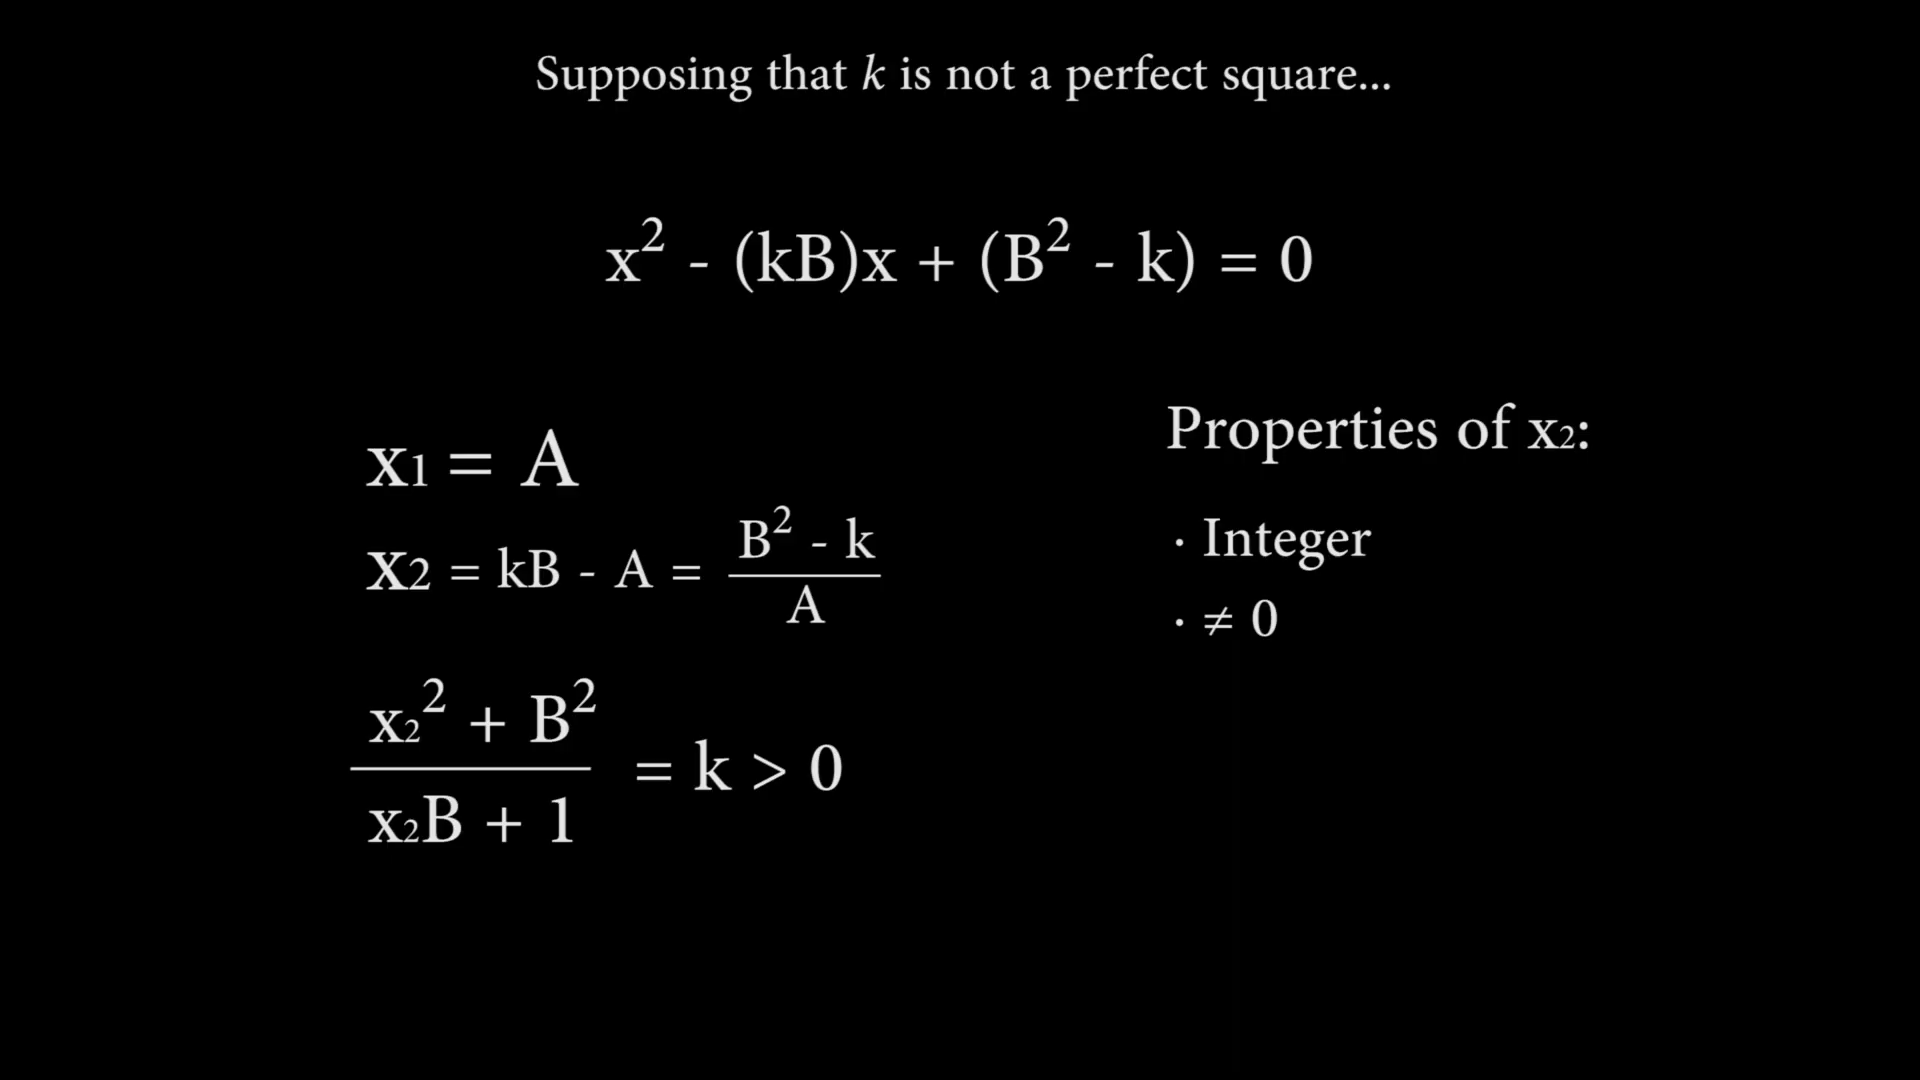 Supposing that k is not a perfect square...
x² - (kB)x + (B² - k) = 0
x₁ = A
x₂ = kB - A = (B² - k) / A
(x₂² + B²) / (x₂B + 1) = k > 0
Properties of x₂:
· Integer
· ≠ 0